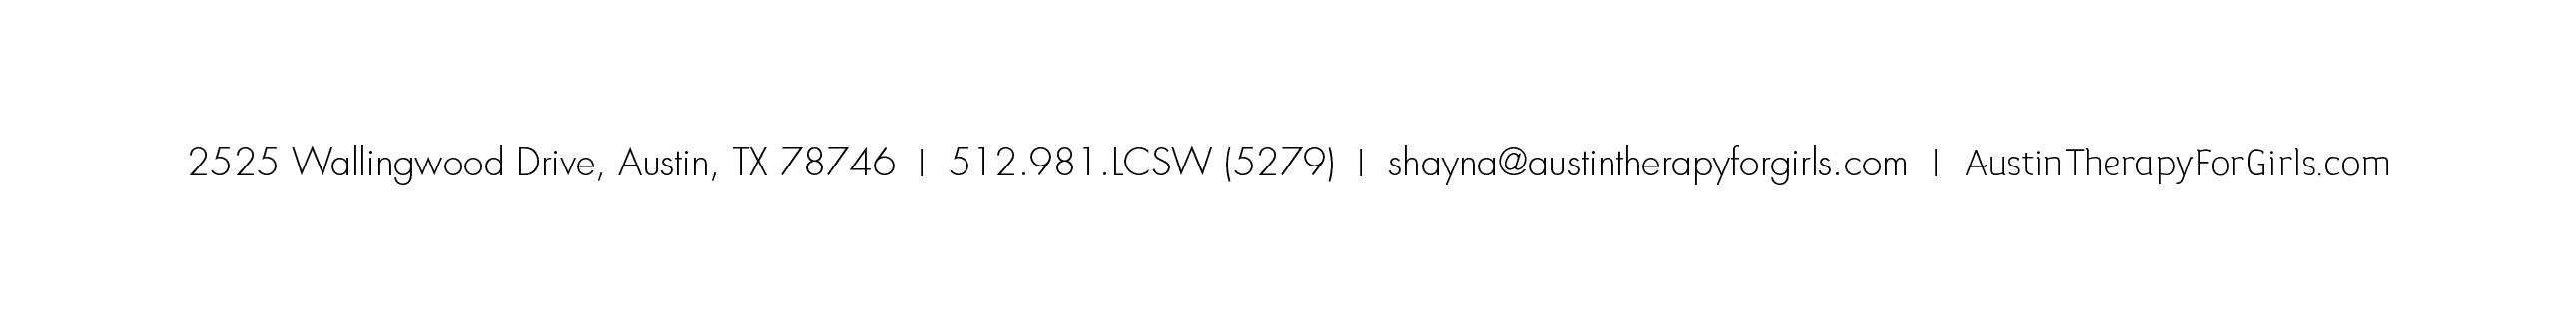 2525 Wallingwood Drive, Austin, TX 78746 | 512.981.LCSW (5279) | shayna@austintherapyforgirls.com | AustinTherapyForGirls.com